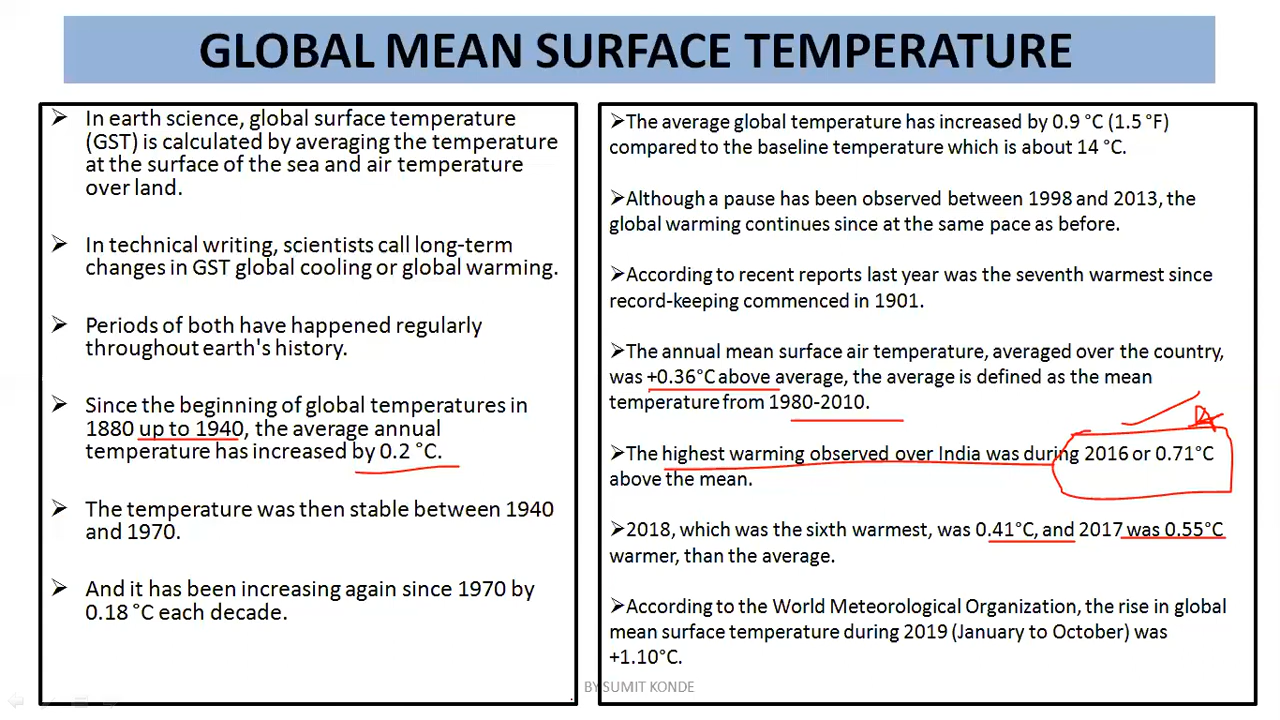 GLOBAL MEAN SURFACE TEMPERATURE
➢ In earth science, global surface temperature
(GST) is calculated by averaging the temperature
at the surface of the sea and air temperature
over land.
➢ In technical writing, scientists call long-term
changes in GST global cooling or global warming.
➢ Periods of both have happened regularly
throughout earth's history.
➢ Since the beginning of global temperatures in
1880 up to 1940, the average annual
temperature has increased by 0.2 °C.
➢ The temperature was then stable between 1940
and 1970.
➢ And it has been increasing again since 1970 by
0.18 °C each decade.
➢The average global temperature has increased by 0.9 °C (1.5 °F)
compared to the baseline temperature which is about 14 °C.
➢Although a pause has been observed between 1998 and 2013, the
global warming continues since at the same pace as before.
➢According to recent reports last year was the seventh warmest since
record-keeping commenced in 1901.
➢The annual mean surface air temperature, averaged over the country,
was +0.36°C above average, the average is defined as the mean
temperature from 1980-2010.
➢The highest warming observed over India was during 2016 or 0.71°C
above the mean.
➢2018, which was the sixth warmest, was 0.41°C, and 2017 was 0.55°C
warmer, than the average.
➢According to the World Meteorological Organization, the rise in global
mean surface temperature during 2019 (January to October) was
+1.10°C.
BY SUMIT KONDE